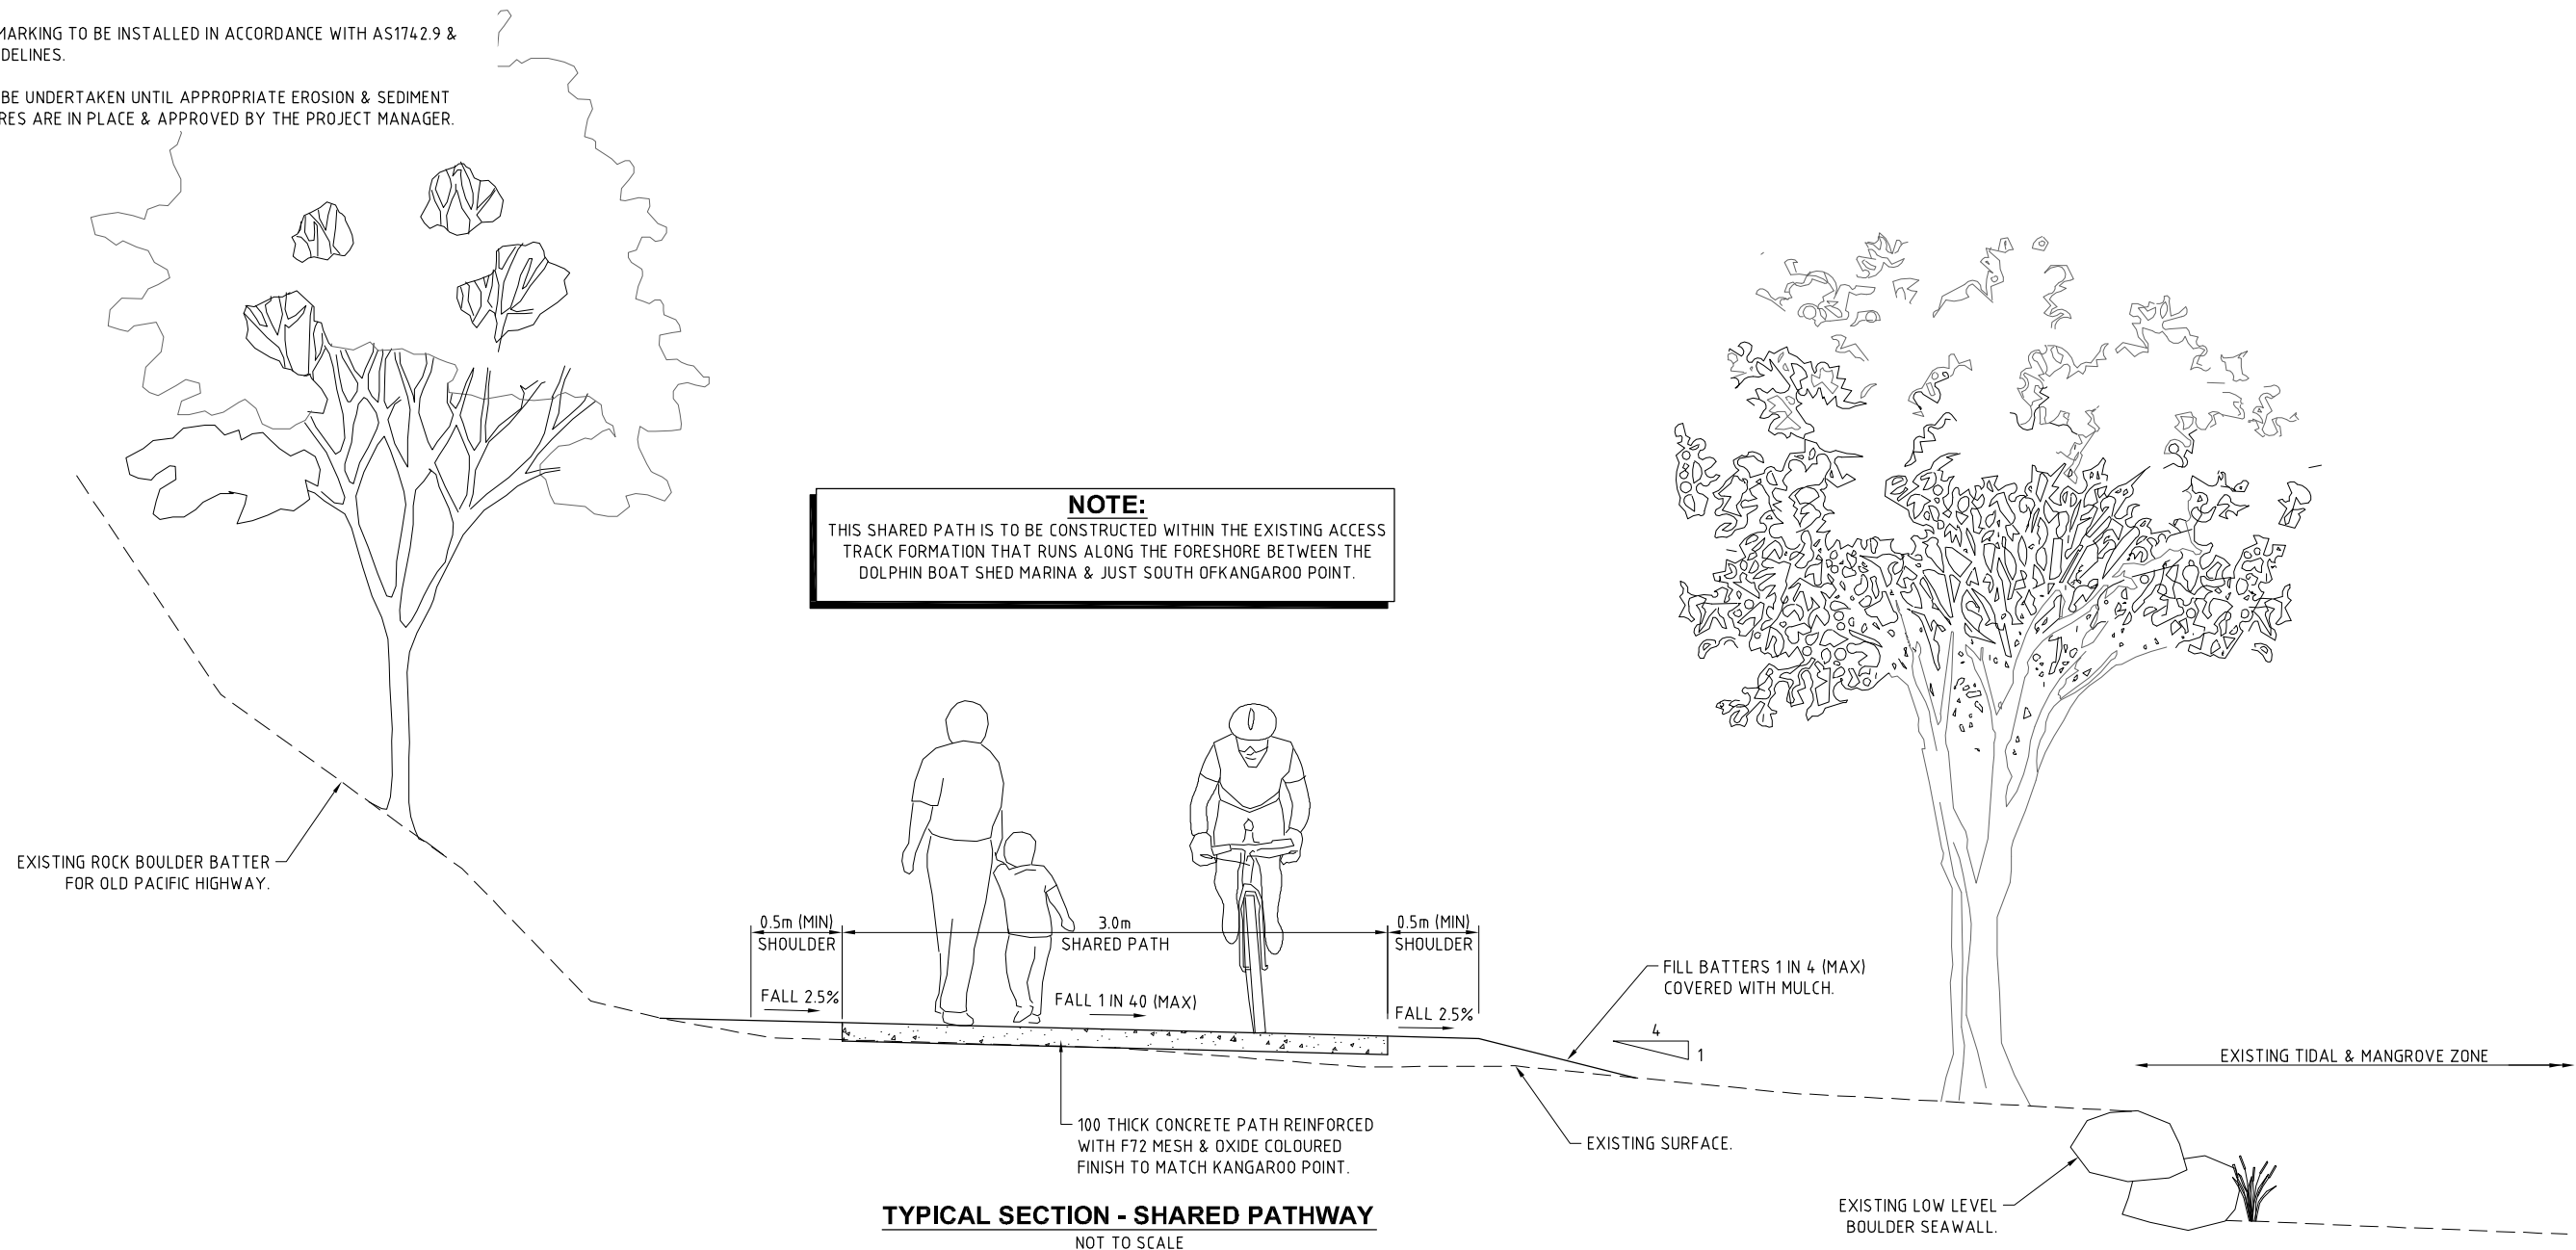 MARKING TO BE INSTALLED IN ACCORDANCE WITH AS1742.9 &
DELINES.
BE UNDERTAKEN UNTIL APPROPRIATE EROSION & SEDIMENT
RES ARE IN PLACE & APPROVED BY THE PROJECT MANAGER.
NOTE:
THIS SHARED PATH IS TO BE CONSTRUCTED WITHIN THE EXISTING ACCESS
TRACK FORMATION THAT RUNS ALONG THE FORESHORE BETWEEN THE
DOLPHIN BOAT SHED MARINA & JUST SOUTH OFKANGAROO POINT.
EXISTING ROCK BOULDER BATTER
FOR OLD PACIFIC HIGHWAY.
0.5m (MIN)
SHOULDER
3.0m
SHARED PATH
0.5m (MIN)
SHOULDER
FALL 2.5%
FALL 1 IN 40 (MAX)
FALL 2.5%
FILL BATTERS 1 IN 4 (MAX)
COVERED WITH MULCH.
4
1
EXISTING TIDAL & MANGROVE ZONE
100 THICK CONCRETE PATH REINFORCED
WITH F72 MESH & OXIDE COLOURED
FINISH TO MATCH KANGAROO POINT.
EXISTING SURFACE.
EXISTING LOW LEVEL
BOULDER SEAWALL.
TYPICAL SECTION - SHARED PATHWAY
NOT TO SCALE